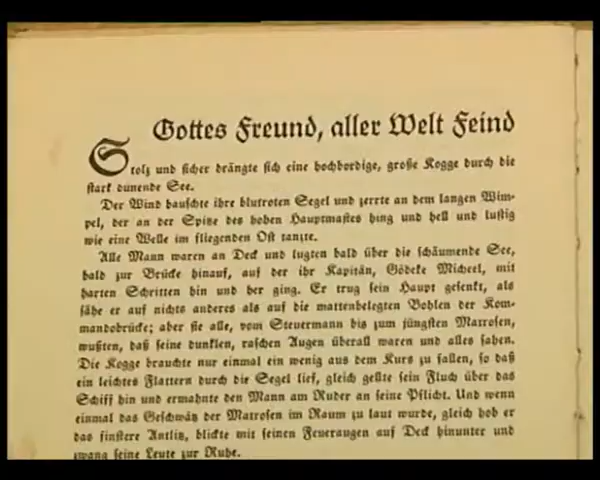 Gottes Freund, aller Welt Feind
Stolz und sicher drängte sich eine hochbordige, große Kogge durch die
stark dünende See.
Der Wind bauschte ihre blutroten Segel und zerrte an dem langen Wim-
pel, der an der Spitze des hohen Hauptmastes hing und hell und lustig
wie eine Welle im fliegenden Ost tanzte.
Alle Mann waren an Deck und lugten bald über die schäumende See,
bald zur Brücke hinauf, auf der ihr Kapitän, Gödeke Micheel, mit
harten Schritten hin und her ging. Er trug sein Haupt gesenkt, als
sähe er auf nichts anderes als auf die mattenbelegten Bohlen der Kom-
mandobrücke; aber sie alle, vom Steuermann bis zum jüngsten Matrosen,
wußten, daß seine dunklen, raschen Augen überall waren und alles sahen.
Die Kogge brauchte nur einmal ein wenig aus dem Kurs zu fallen, so daß
ein leichtes Flattern durch die Segel lief, gleich gellte sein Fluch über das
Schiff hin und ermahnte den Mann am Ruder an seine Pflicht. Und wenn
einmal das Geschwätz der Matrosen im Raum zu laut wurde, gleich hob er
das finstere Antlitz, blickte mit seinen Feueraugen auf Deck hinunter und
zwang seine Leute zur Ruhe.